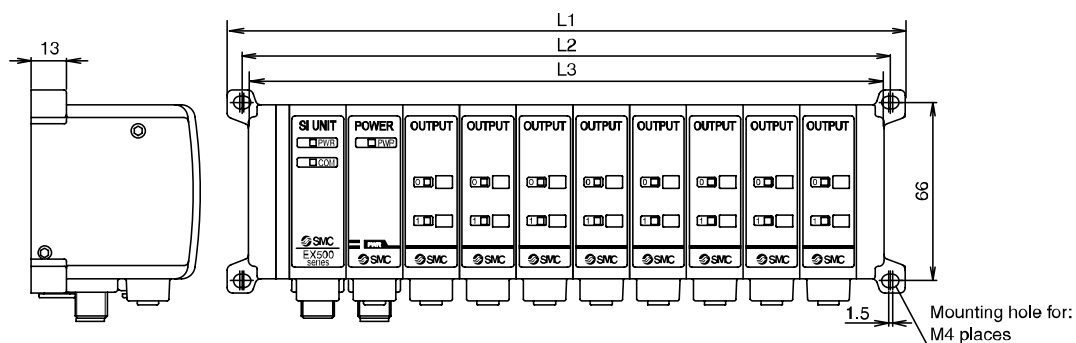 L1
13
L2
L3
SI UNIT POWER OUTPUT OUTPUT OUTPUT OUTPUT OUTPUT OUTPUT OUTPUT OUTPUT
PWR PWR
COM
0 0 0 0 0 0 0 0
66
1 1 1 1 1 1 1 1
SMC PWR
EX500 SMC SMC SMC SMC SMC SMC SMC SMC SMC
series
1.5
Mounting hole for:
M4 places